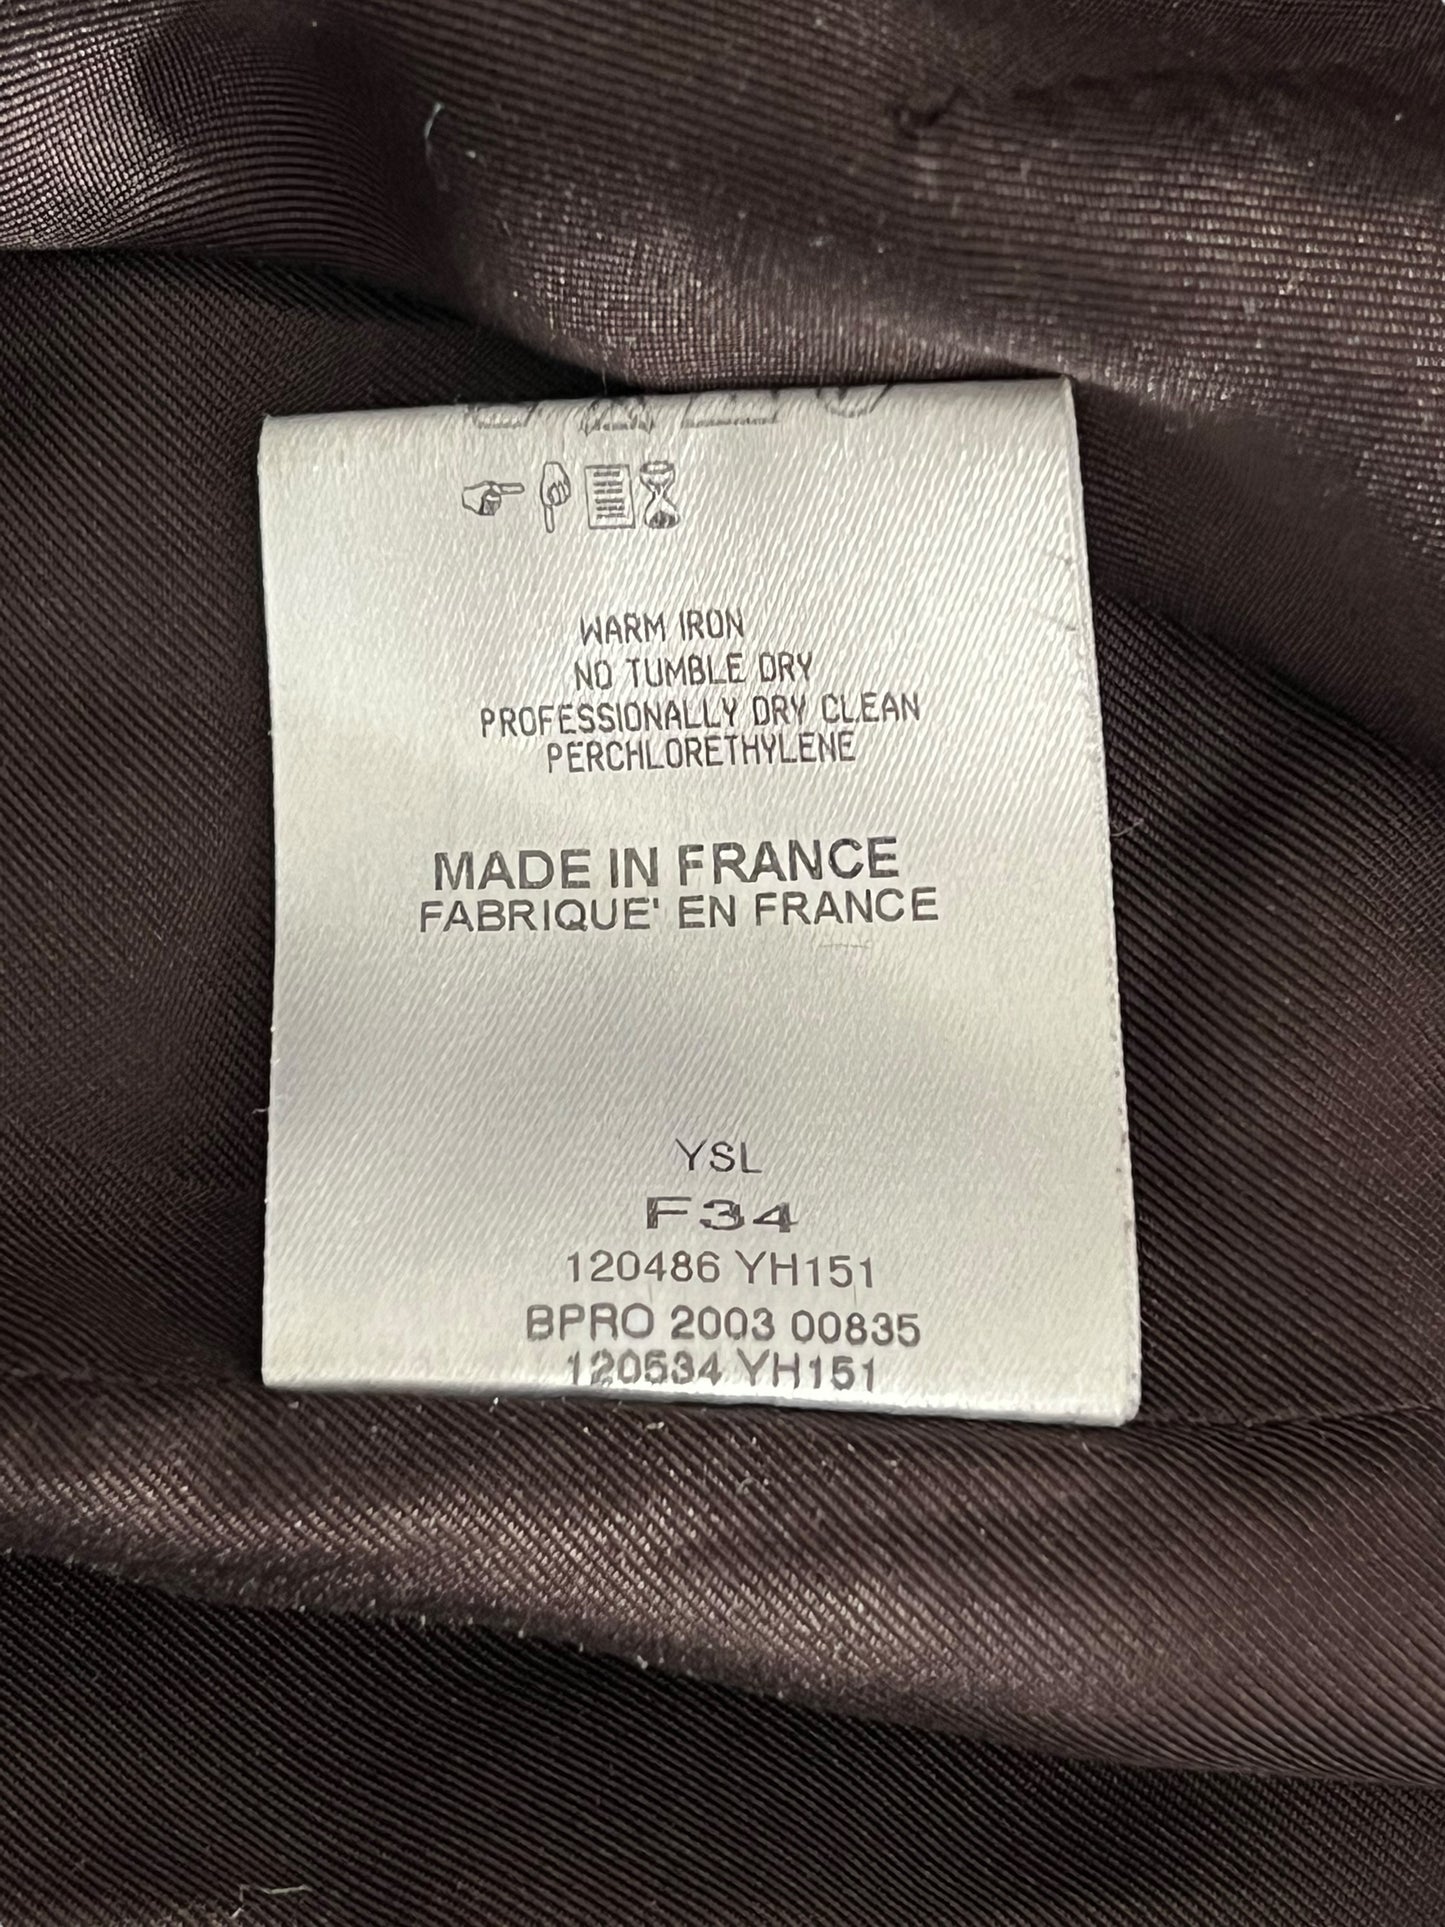 WARM IRON
NO TUMBLE DRY
PROFESSIONALLY DRY CLEAN
PERCHLORETHYLENE
MADE IN FRANCE
FABRIQUE' EN FRANCE
YSL
F34
120486 YH151
BPRO 2003 00835
120534 YH151